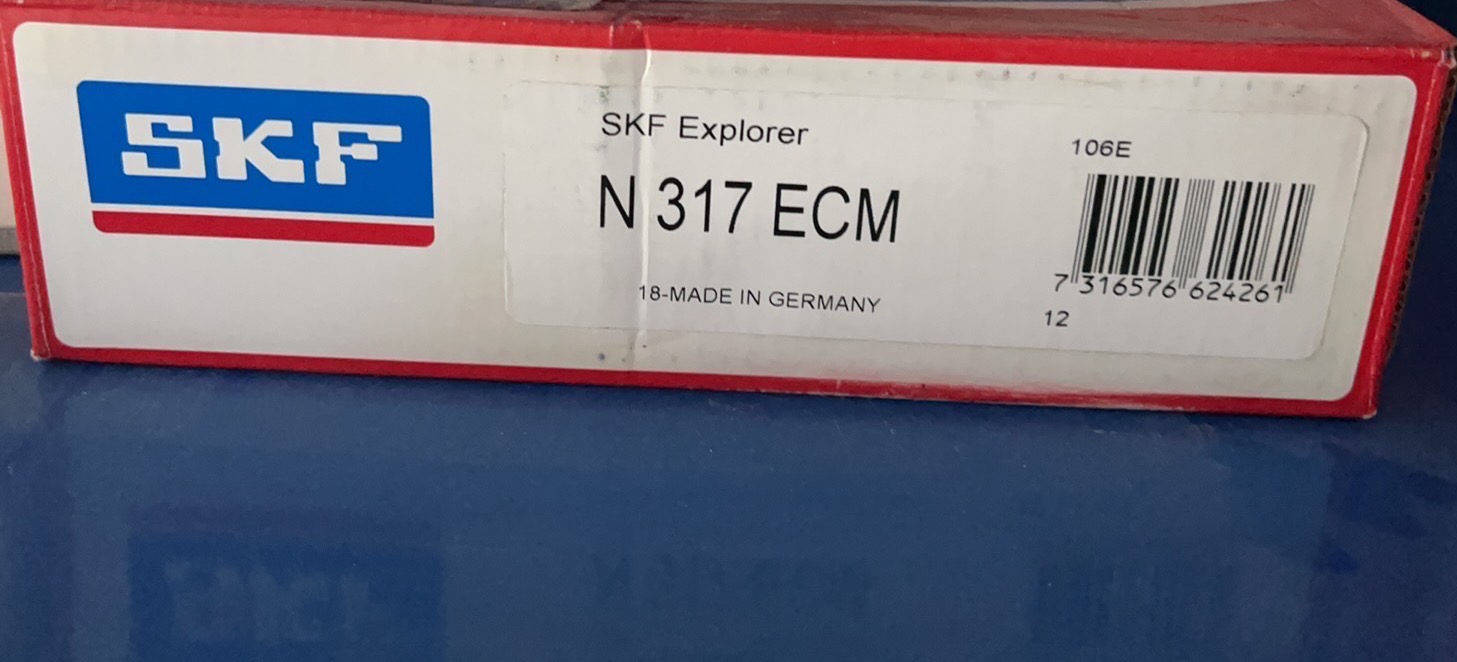 SKF
SKF Explorer
N 317 ECM
18-MADE IN GERMANY
106E
7 316576 624261
12